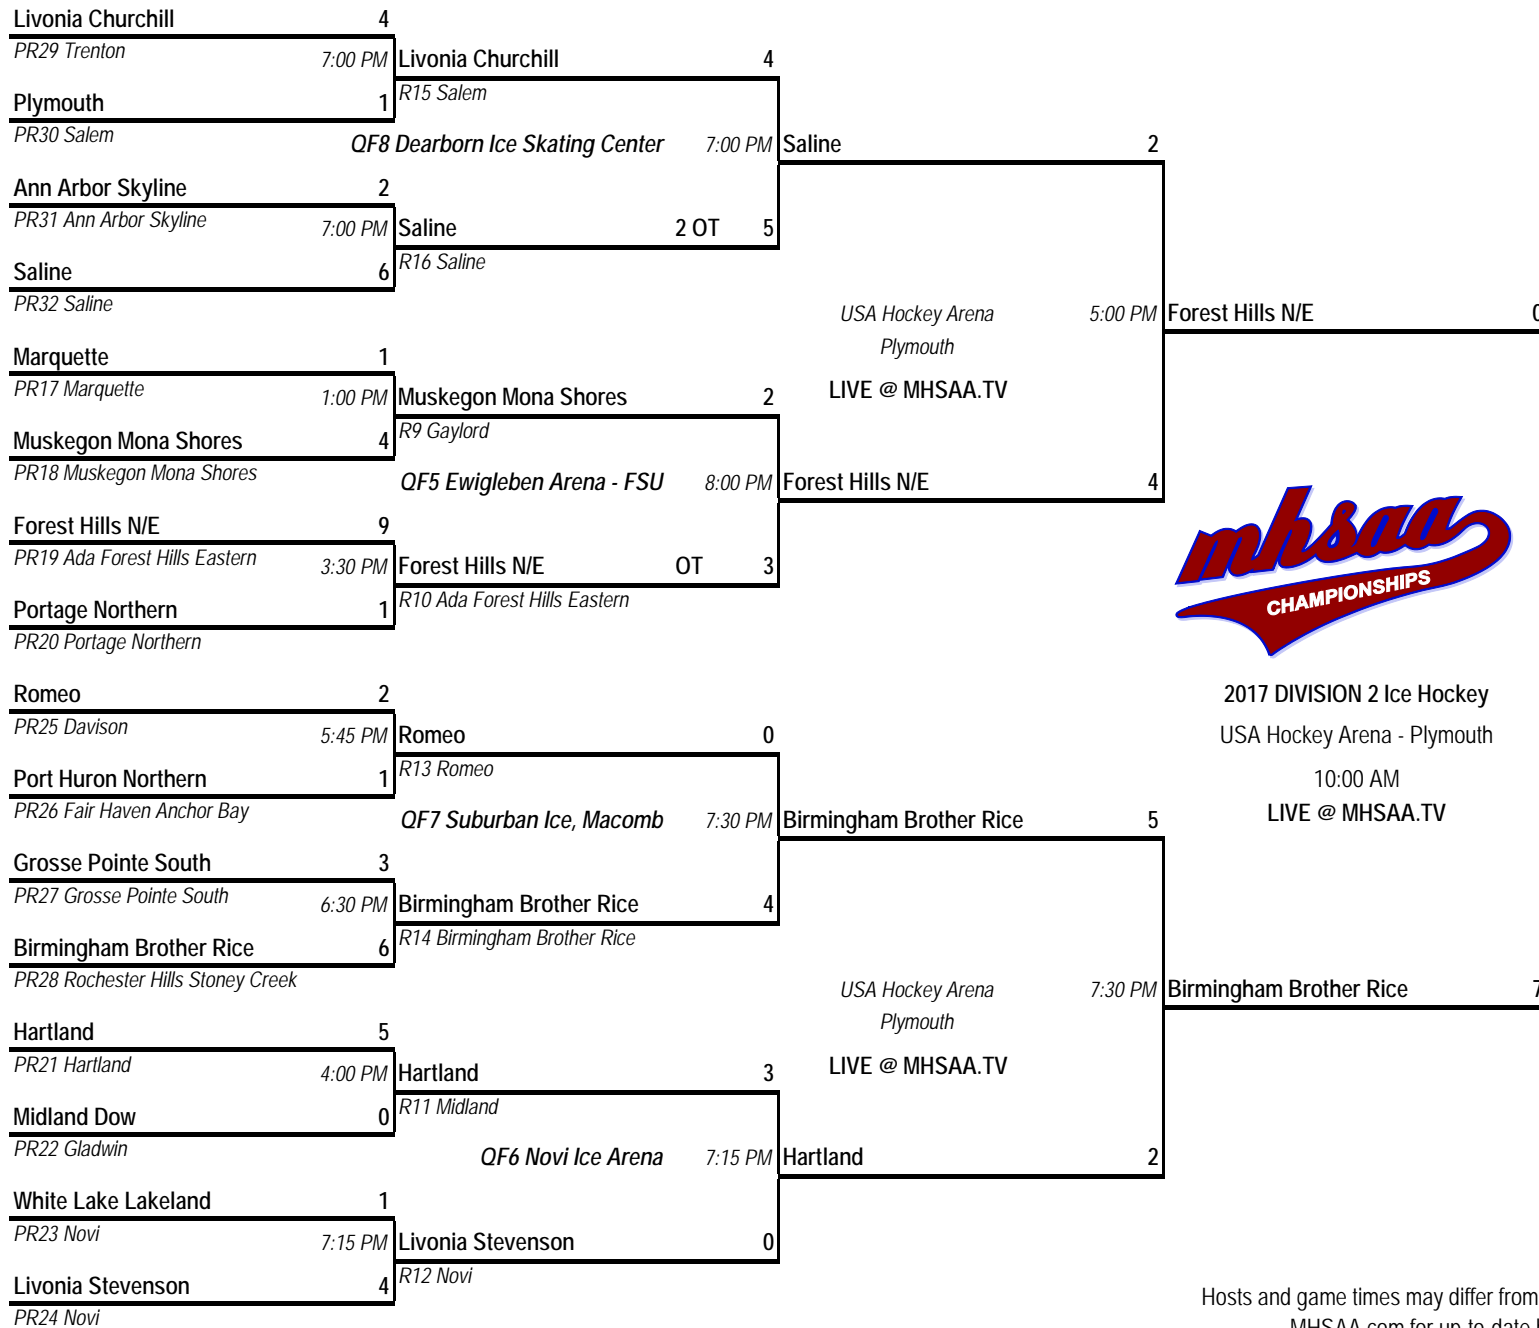 Livonia Churchill 4
PR29 Trenton
7:00 PM Livonia Churchill 4
Plymouth 1
R15 Salem
PR30 Salem
QF8 Dearborn Ice Skating Center 7:00 PM Saline 2
Ann Arbor Skyline 2
PR31 Ann Arbor Skyline
7:00 PM Saline 2 OT 5
Saline 6
R16 Saline
PR32 Saline
USA Hockey Arena 5:00 PM Forest Hills N/E 0
Plymouth
Marquette 1
PR17 Marquette
1:00 PM Muskegon Mona Shores 2
LIVE @ MHSAA.TV
Muskegon Mona Shores 4
R9 Gaylord
PR18 Muskegon Mona Shores
QF5 Ewigleben Arena - FSU 8:00 PM Forest Hills N/E 4
Forest Hills N/E 9
PR19 Ada Forest Hills Eastern
3:30 PM Forest Hills N/E OT 3
Portage Northern 1
R10 Ada Forest Hills Eastern
PR20 Portage Northern
mhsaa
CHAMPIONSHIPS
Romeo 2
2017 DIVISION 2 Ice Hockey
PR25 Davison
5:45 PM Romeo 0
USA Hockey Arena - Plymouth
Port Huron Northern 1
R13 Romeo
10:00 AM
PR26 Fair Haven Anchor Bay
QF7 Suburban Ice, Macomb 7:30 PM Birmingham Brother Rice 5
LIVE @ MHSAA.TV
Grosse Pointe South 3
PR27 Grosse Pointe South
6:30 PM Birmingham Brother Rice 4
Birmingham Brother Rice 6
R14 Birmingham Brother Rice
PR28 Rochester Hills Stoney Creek
USA Hockey Arena 7:30 PM Birmingham Brother Rice 7
Plymouth
Hartland 5
PR21 Hartland
4:00 PM Hartland 3
LIVE @ MHSAA.TV
Midland Dow 0
R11 Midland
PR22 Gladwin
QF6 Novi Ice Arena 7:15 PM Hartland 2
White Lake Lakeland 1
PR23 Novi
7:15 PM Livonia Stevenson 0
Livonia Stevenson 4
R12 Novi
PR24 Novi
Hosts and game times may differ from
MHSAA.com for up-to-date